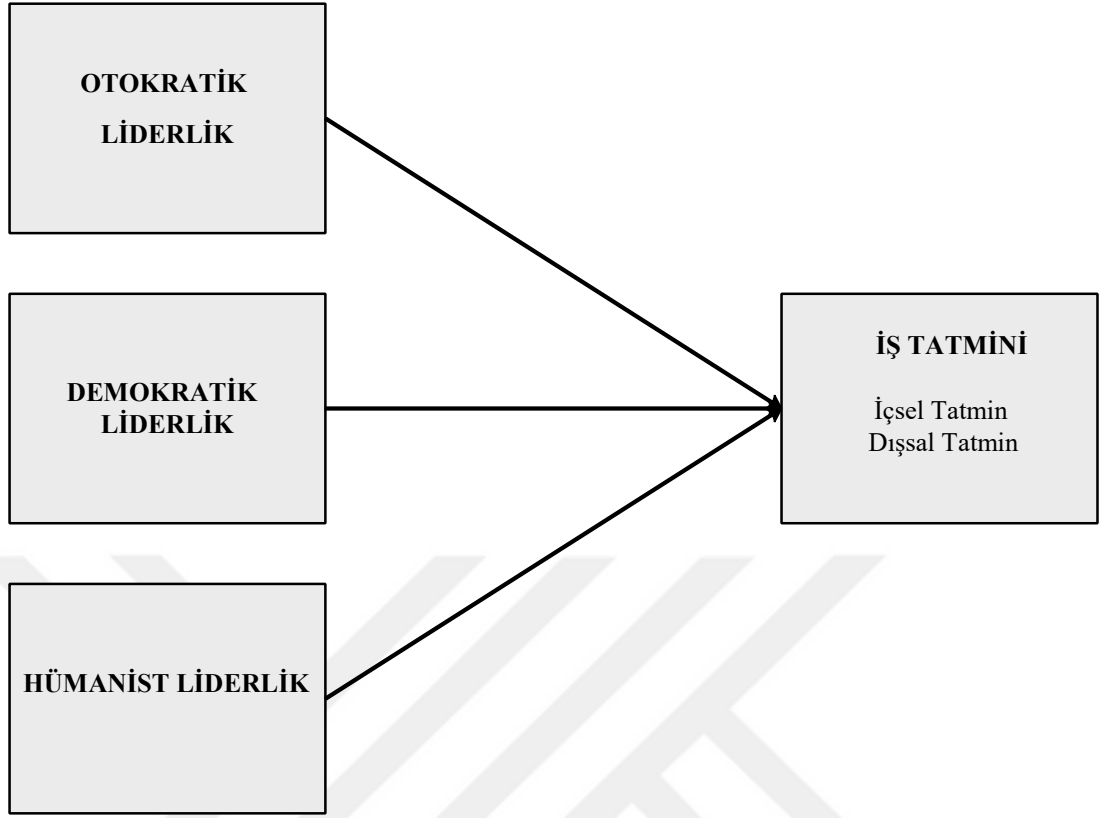 OTOKRATİK
LİDERLİK
DEMOKRATİK
LİDERLİK
HÜMANİST LİDERLİK
İŞ TATMİNİ
İçsel Tatmin
Dışsal Tatmin